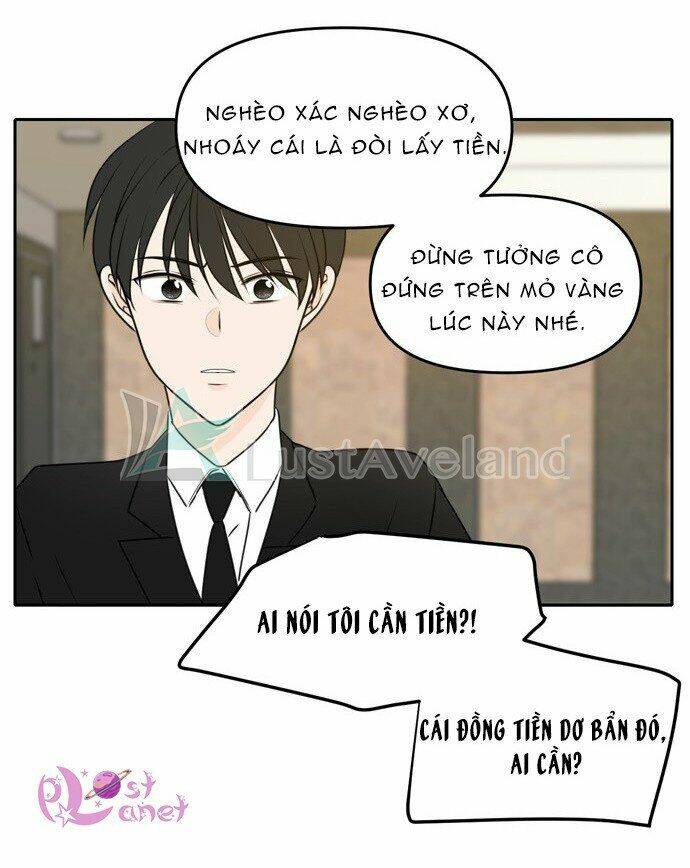 NGHÈO XÁC NGHÈO XƠ,
NHOÁY CÁI LÀ ĐÒI LẤY TIỀN.
ĐỪNG TƯỞNG CÔ
ĐỨNG TRÊN MỎ VÀNG
LÚC NÀY NHÉ.
LustAveland
AI NÓI TÔI CẦN TIỀN?!
CÁI ĐỒNG TIỀN DƠ BẨN ĐÓ,
AI CẦN?
Lost
pLanet